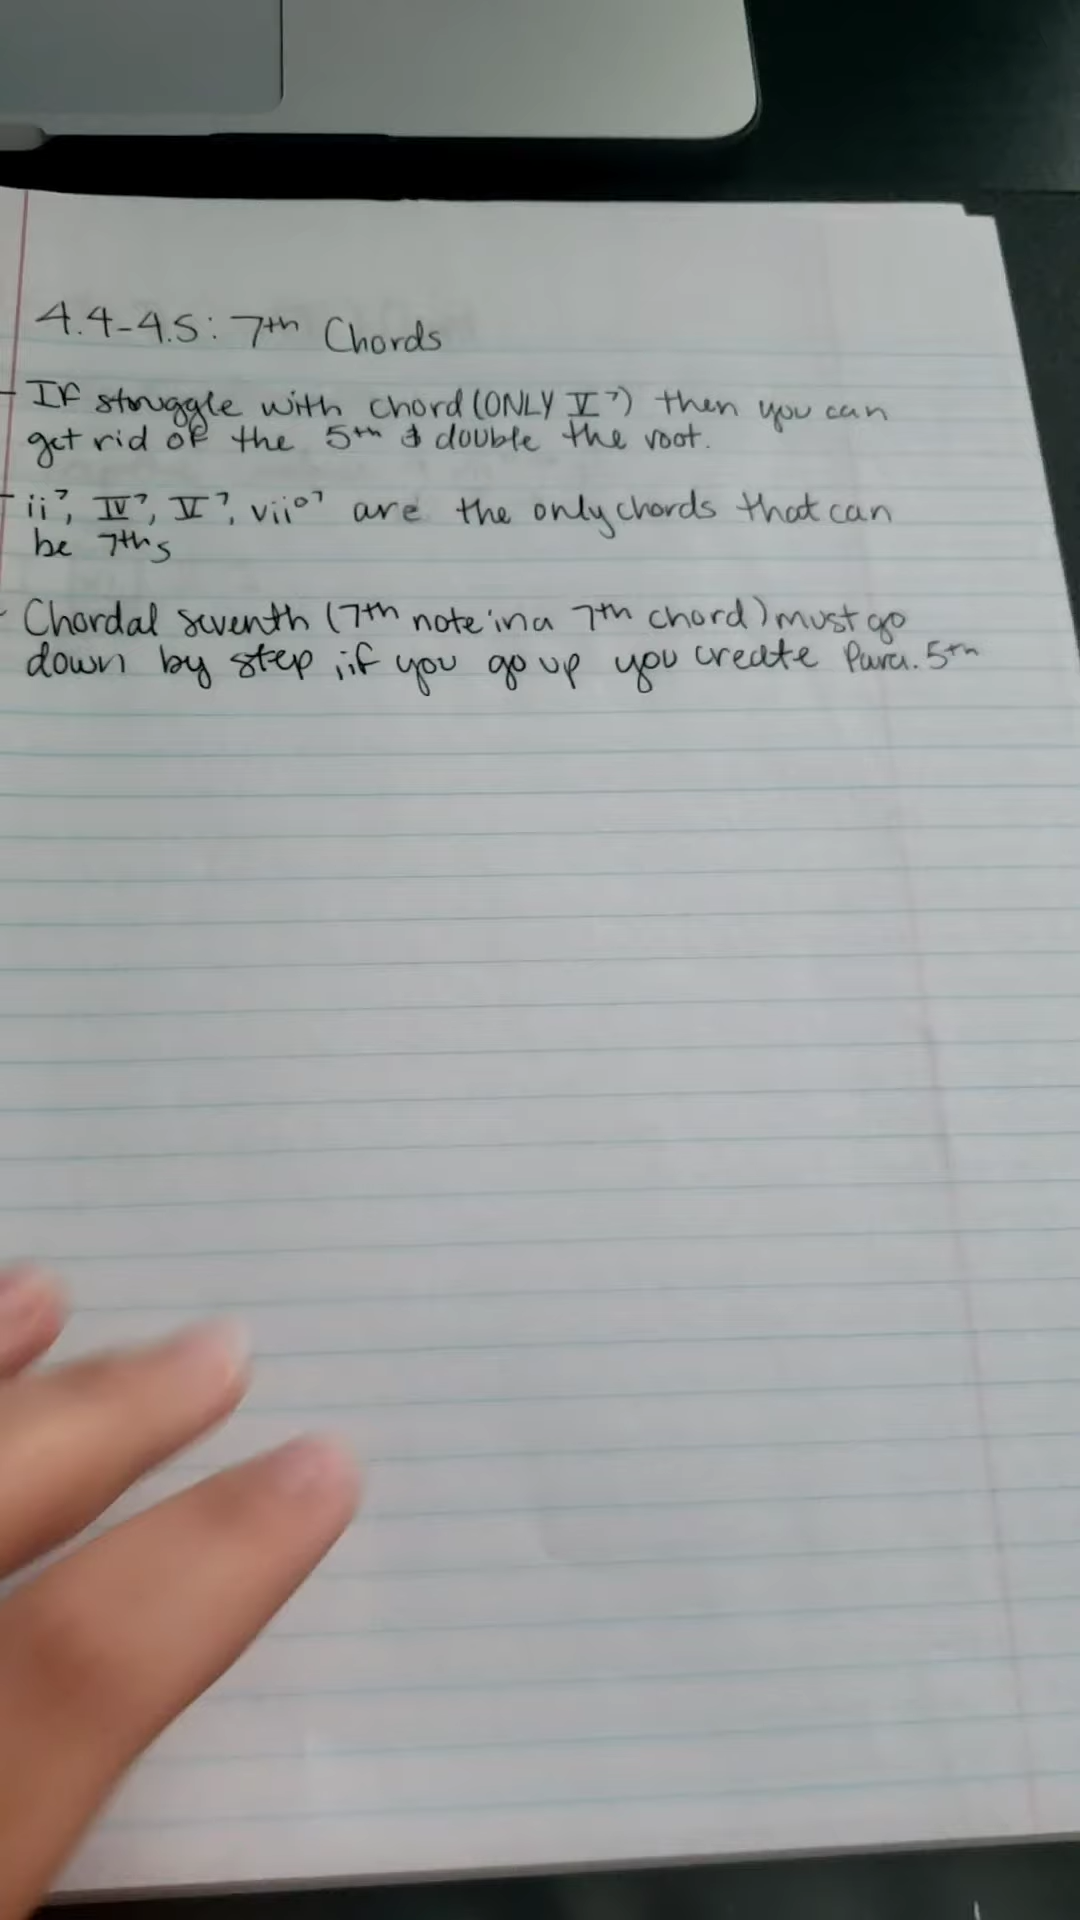 4.4-4.5: 7th Chords
- If struggle with chord (ONLY V⁷) then you can
get rid of the 5th & double the root.
- ii⁷, IV⁷, V⁷, vii°⁷ are the only chords that can
be 7ths
- Chordal seventh (7th note in a 7th chord) must go
down by step ; if you go up you create Para. 5th